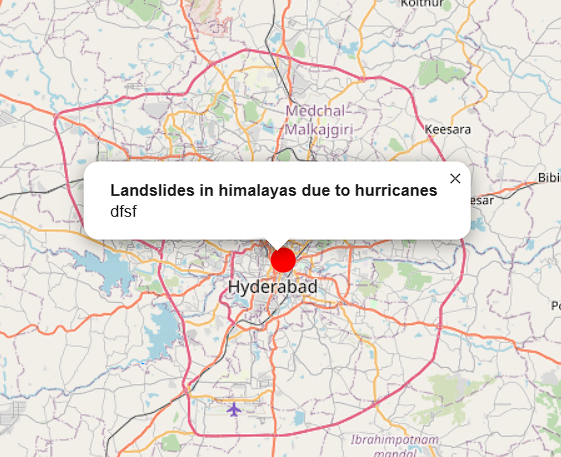 Kolthur
Medchal–
Malkajgiri
Keesara
Landslides in himalayas due to hurricanes
dfsf
Bibi
esar
Hyderabad
Po
Ibrahimpatnam
mandal